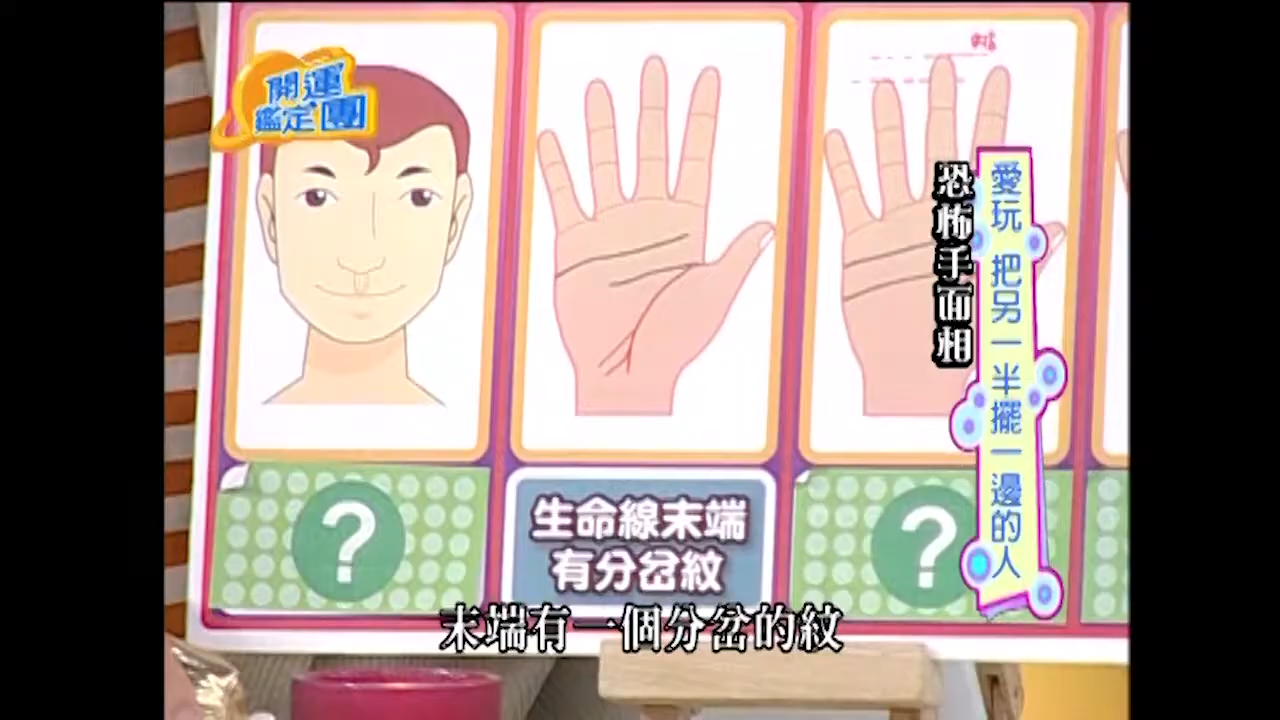 開運
鑑定團
恐怖手面相
愛玩 把另一半擺一邊的人
?
生命線末端
有分岔紋
?
末端有一個分岔的紋